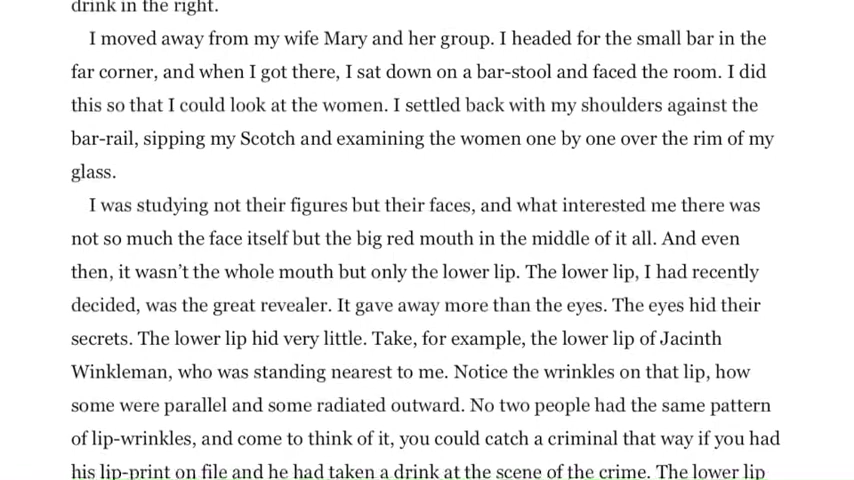 drink in the right.
I moved away from my wife Mary and her group. I headed for the small bar in the
far corner, and when I got there, I sat down on a bar-stool and faced the room. I did
this so that I could look at the women. I settled back with my shoulders against the
bar-rail, sipping my Scotch and examining the women one by one over the rim of my
glass.
I was studying not their figures but their faces, and what interested me there was
not so much the face itself but the big red mouth in the middle of it all. And even
then, it wasn’t the whole mouth but only the lower lip. The lower lip, I had recently
decided, was the great revealer. It gave away more than the eyes. The eyes hid their
secrets. The lower lip hid very little. Take, for example, the lower lip of Jacinth
Winkleman, who was standing nearest to me. Notice the wrinkles on that lip, how
some were parallel and some radiated outward. No two people had the same pattern
of lip-wrinkles, and come to think of it, you could catch a criminal that way if you had
his lip-print on file and he had taken a drink at the scene of the crime. The lower lip